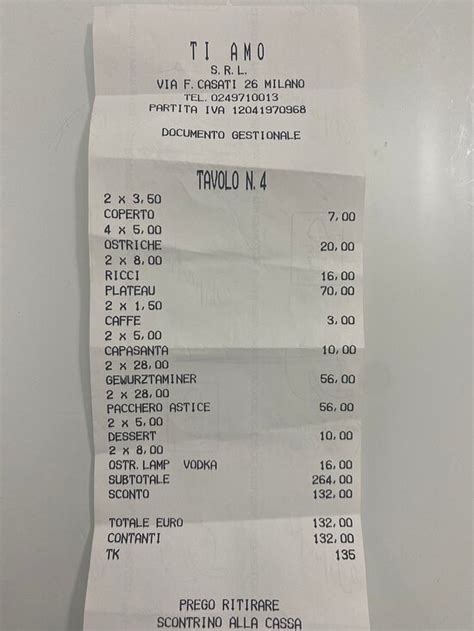 TI AMO
S.R.L.
VIA F. CASATI 26 MILANO
TEL. 0249710013
PARTITA IVA 12041970968
DOCUMENTO GESTIONALE
TAVOLO N.4
2 x 3,50
COPERTO 7,00
4 x 5,00
OSTRICHE 20,00
2 x 8,00
RICCI 16,00
PLATEAU 70,00
2 x 1,50
CAFFE 3,00
2 x 5,00
CAPASANTA 10,00
2 x 28,00
GEWURZTAMINER 56,00
2 x 28,00
PACCHERO ASTICE 56,00
2 x 5,00
DESSERT 10,00
2 x 8,00
OSTR. LAMP VODKA 16,00
SUBTOTALE 264,00
SCONTO 132,00
TOTALE EURO 132,00
CONTANTI 132,00
TK 135
PREGO RITIRARE
SCONTRINO ALLA CASSA